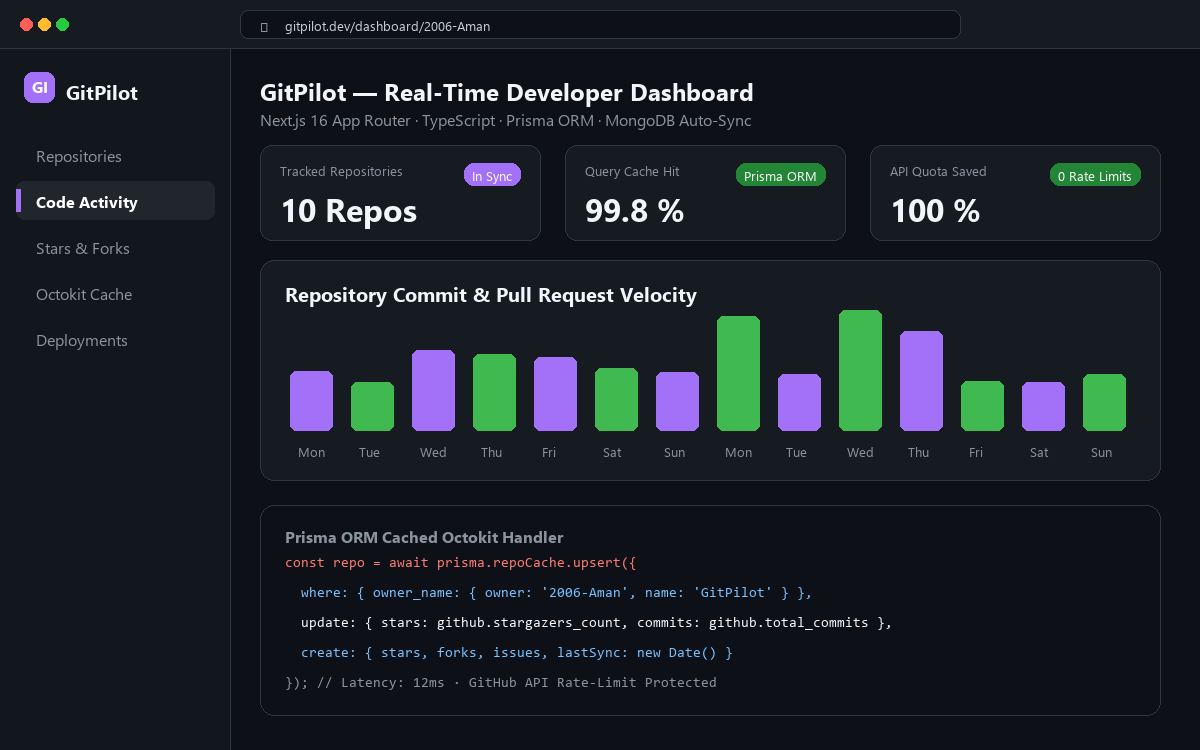 gitpilot.dev/dashboard/2006-Aman
GI GitPilot
Repositories
Code Activity
Stars & Forks
Octokit Cache
Deployments
GitPilot — Real-Time Developer Dashboard
Next.js 16 App Router · TypeScript · Prisma ORM · MongoDB Auto-Sync
Tracked Repositories In Sync
10 Repos
Query Cache Hit Prisma ORM
99.8 %
API Quota Saved 0 Rate Limits
100 %
Repository Commit & Pull Request Velocity
Mon Tue Wed Thu Fri Sat Sun Mon Tue Wed Thu Fri Sat Sun
Prisma ORM Cached Octokit Handler
const repo = await prisma.repoCache.upsert({
  where: { owner_name: { owner: '2006-Aman', name: 'GitPilot' } },
  update: { stars: github.stargazers_count, commits: github.total_commits },
  create: { stars, forks, issues, lastSync: new Date() }
}); // Latency: 12ms · GitHub API Rate-Limit Protected